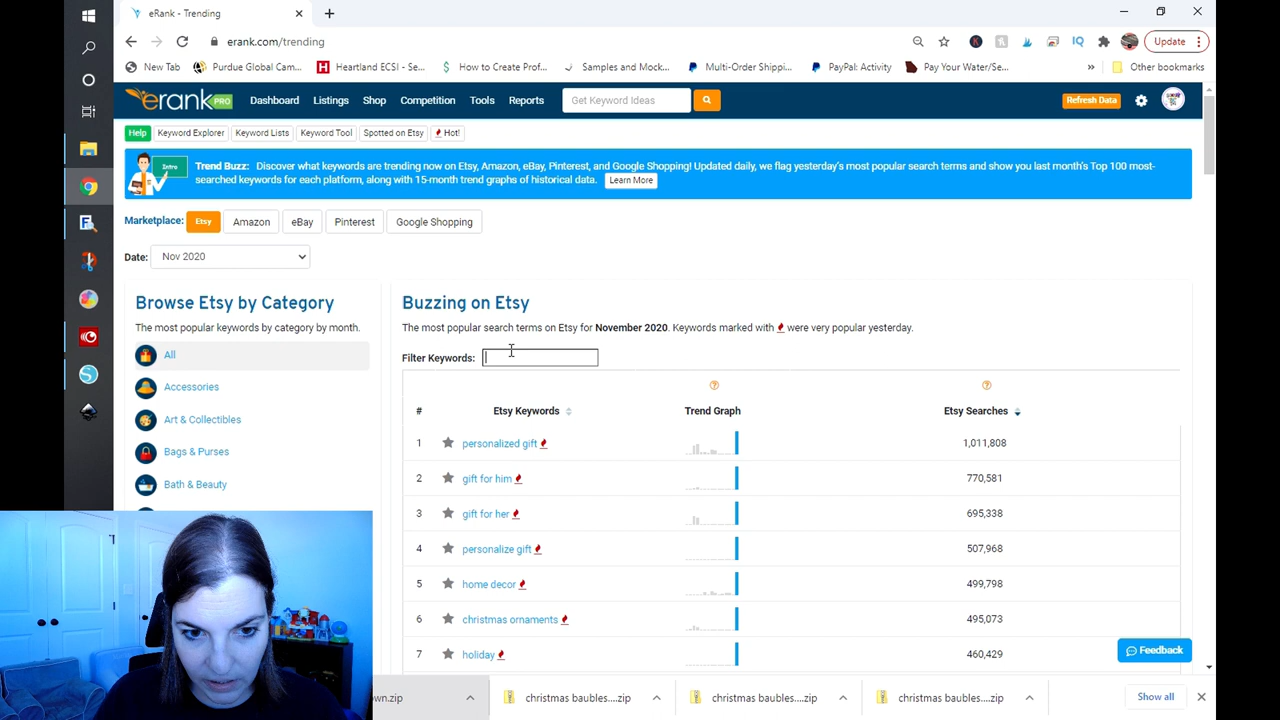 eRank - Trending
erank.com/trending
Update
New Tab
Purdue Global Cam...
Heartland ECSI - Se...
How to Create Prof...
Samples and Mock...
Multi-Order Shippi...
PayPal: Activity
Pay Your Water/Se...
Other bookmarks
eRANK PRO
Dashboard
Listings
Shop
Competition
Tools
Reports
Get Keyword Ideas
Refresh Data
Help
Keyword Explorer
Keyword Lists
Keyword Tool
Spotted on Etsy
Hot!
Intro
Trend Buzz: Discover what keywords are trending now on Etsy, Amazon, eBay, Pinterest, and Google Shopping! Updated daily, we flag yesterday's most popular search terms and show you last month's Top 100 most-
searched keywords for each platform, along with 15-month trend graphs of historical data. Learn More
Marketplace: Etsy Amazon eBay Pinterest Google Shopping
Date: Nov 2020
Browse Etsy by Category
The most popular keywords by category by month.
All
Accessories
Art & Collectibles
Bags & Purses
Bath & Beauty
Buzzing on Etsy
The most popular search terms on Etsy for November 2020. Keywords marked with were very popular yesterday.
Filter Keywords:
# Etsy Keywords Trend Graph Etsy Searches
1 personalized gift 1,011,808
2 gift for him 770,581
3 gift for her 695,338
4 personalize gift 507,968
5 home decor 499,798
6 christmas ornaments 495,073
7 holiday 460,429
Feedback
own.zip
christmas baubles....zip
christmas baubles....zip
christmas baubles....zip
Show all